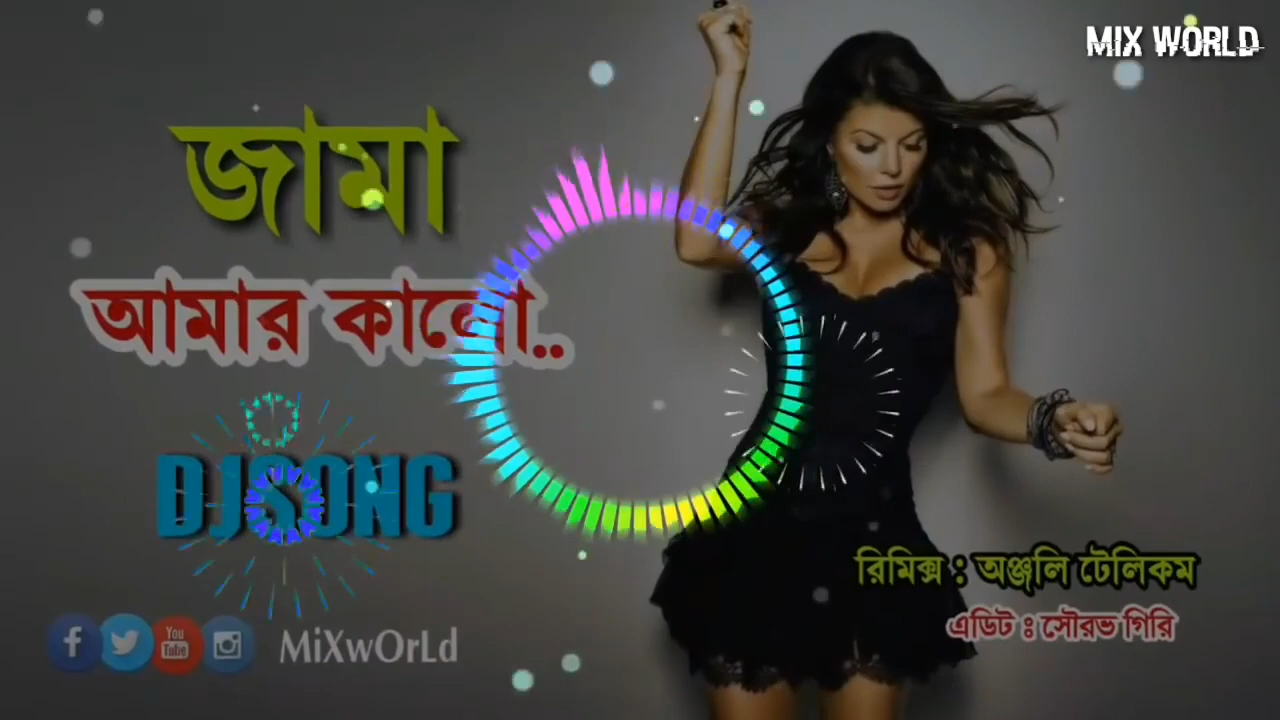 MIX WORLD
জামা
আমার কালো..
DJ SONG
রিমিক্স : অঞ্জলি টেলিকম
এডিট : সৌরভ গিরি
You
Tube
MiXwOrLd